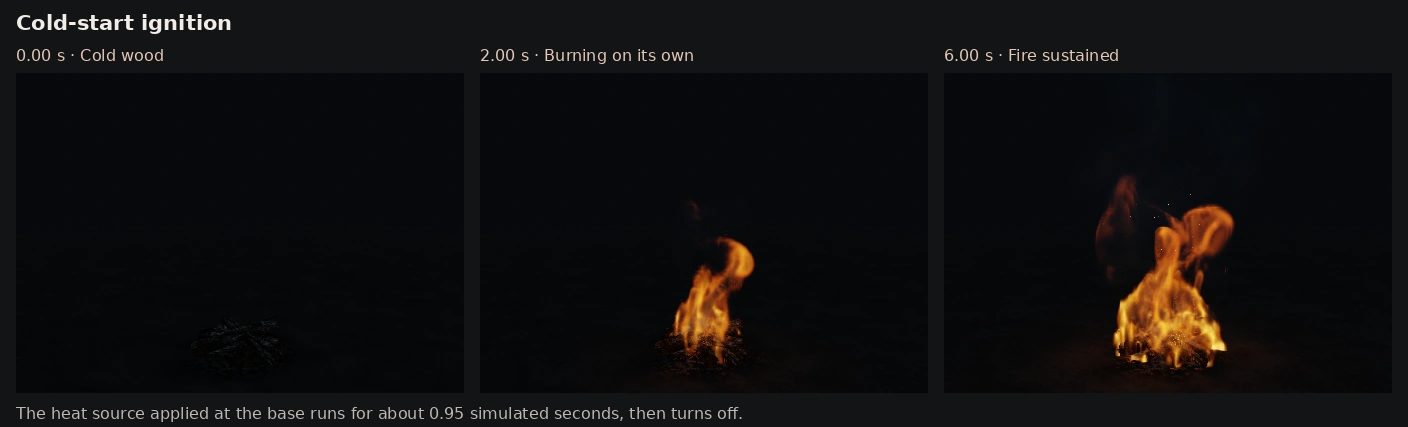 Cold-start ignition
0.00 s · Cold wood
2.00 s · Burning on its own
6.00 s · Fire sustained
The heat source applied at the base runs for about 0.95 simulated seconds, then turns off.